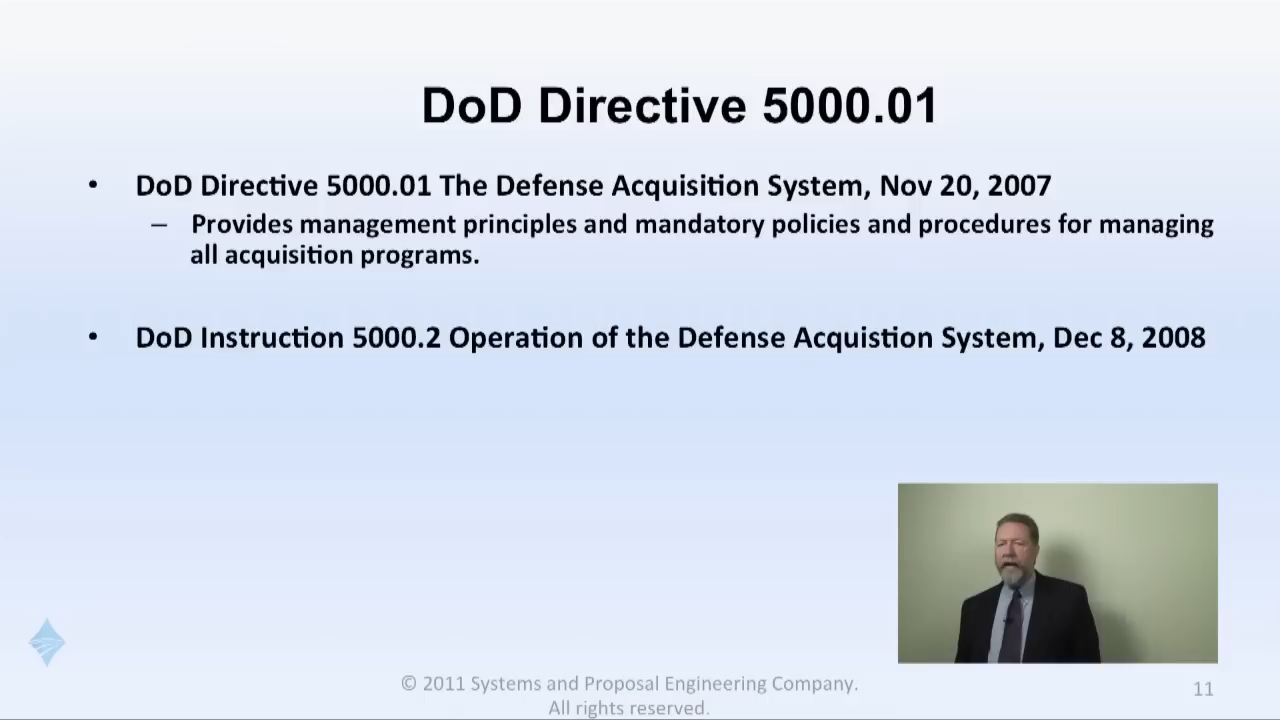 DoD Directive 5000.01
• DoD Directive 5000.01 The Defense Acquisition System, Nov 20, 2007
– Provides management principles and mandatory policies and procedures for managing
all acquisition programs.
• DoD Instruction 5000.2 Operation of the Defense Acquistion System, Dec 8, 2008
© 2011 Systems and Proposal Engineering Company.
All rights reserved.
11